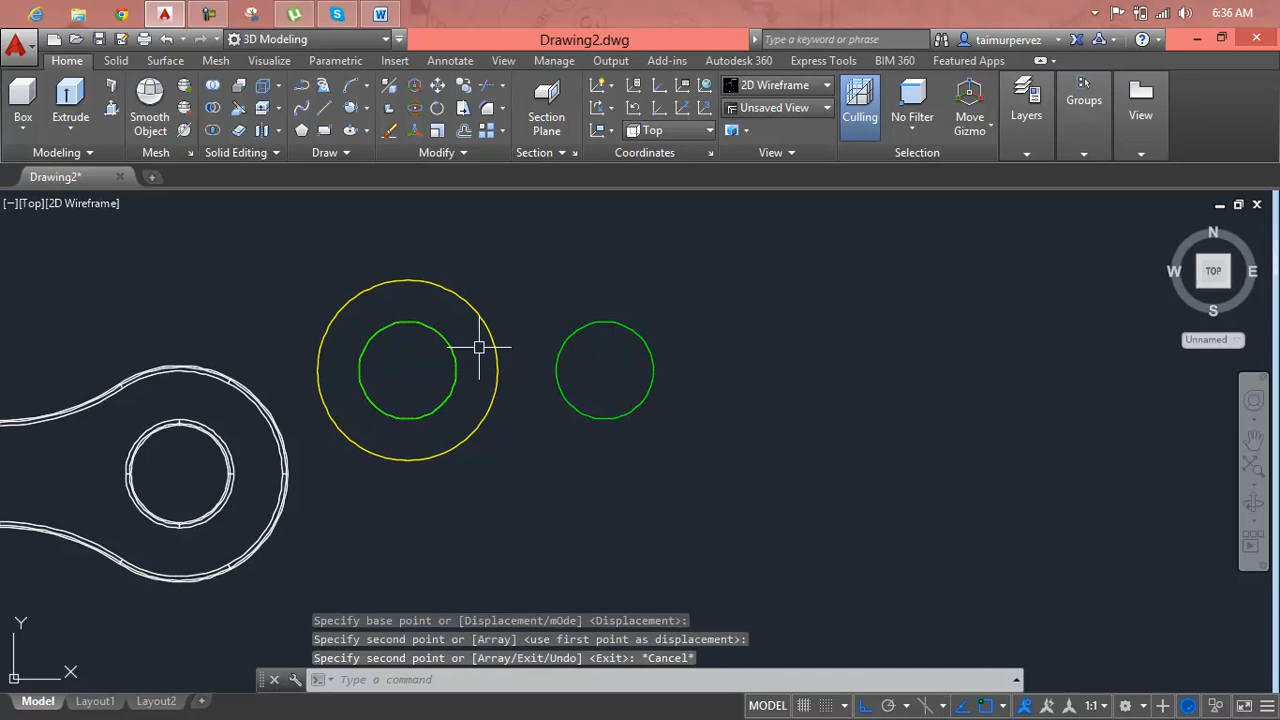 6:36 AM
3D Modeling
Drawing2.dwg
Type a keyword or phrase
taimurpervez
Home Solid Surface Mesh Visualize Parametric Insert Annotate View Manage Output Add-ins Autodesk 360 Express Tools BIM 360 Featured Apps
2D Wireframe
Unsaved View
Top
Box Extrude Smooth Object Section Plane Culling No Filter Move Gizmo Layers Groups View
Modeling Mesh Solid Editing Draw Modify Section Coordinates View Selection
Drawing2*
[−][Top][2D Wireframe]
N
W TOP E
S
Unnamed
Specify base point or [Displacement/mOde] <Displacement>:
Specify second point or [Array] <use first point as displacement>:
Specify second point or [Array/Exit/Undo] <Exit>: *Cancel*
Type a command
Y
X
Model Layout1 Layout2
MODEL 1:1